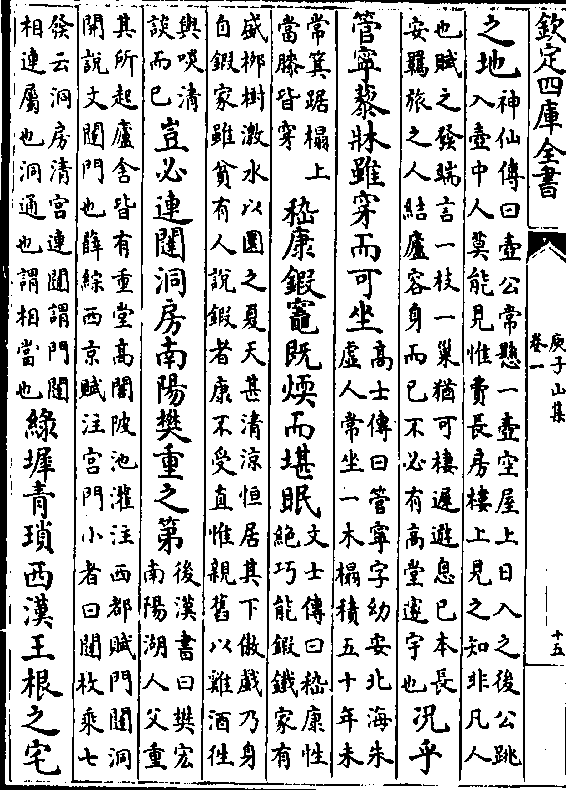 欽定四庫全書
庾子山集
卷一
十五
之地
神仙傳曰壺公常懸一壺空屋上日入之後公跳
入壺中人莫能見惟費長房樓上見之知非凡人
也賦之發端言一枝一巢猶可棲遲遊息已本長
安羈旅之人結廬容身而已不必有高堂邃宇也
况乎
管寧藜牀雖穿而可坐
高士傳曰管寧字幼安北海朱
虛人常坐一木榻積五十年未
常箕踞榻上
當膝皆穿
嵇康鍛竈既煗而堪眠
文士傳曰嵇康性
絶巧能鍛鐵家有
盛栁樹激水以圜之夏天甚清涼恒居其下傲戲乃身
自鍛家雖貧有人說鍛者康不受直惟親舊以雞酒徃
與啖清
談而已
豈必連闥洞房南陽樊重之第
後漢書曰樊宏
南陽湖人父重
其所起廬舍皆有重堂高閣陂池灌注西都賦門闥洞
開說文闥門也薛綜西京賦注宮門小者曰闥枚乘七
發云洞房清宮連闥謂門闥
相連屬也洞通也謂相當也
綠墀青瑣西漢王根之宅